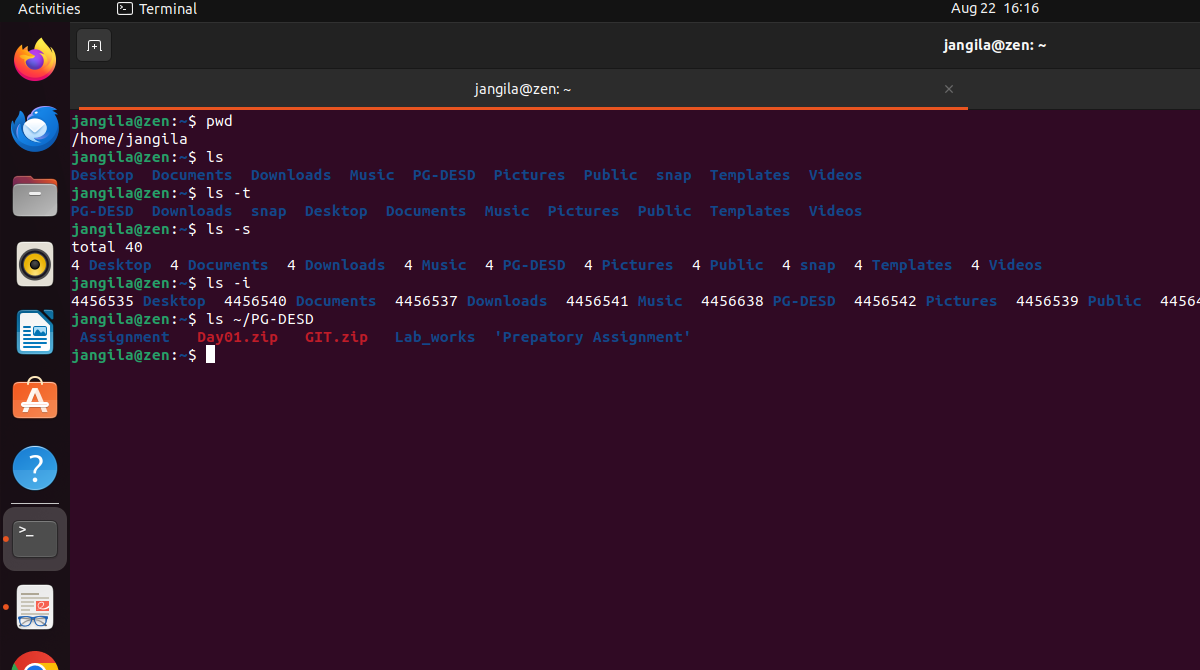 Activities Terminal Aug 22 16:16
jangila@zen: ~
jangila@zen: ~ ×
jangila@zen:~$ pwd
/home/jangila
jangila@zen:~$ ls
Desktop Documents Downloads Music PG-DESD Pictures Public snap Templates Videos
jangila@zen:~$ ls -t
PG-DESD Downloads snap Desktop Documents Music Pictures Public Templates Videos
jangila@zen:~$ ls -s
total 40
4 Desktop 4 Documents 4 Downloads 4 Music 4 PG-DESD 4 Pictures 4 Public 4 snap 4 Templates 4 Videos
jangila@zen:~$ ls -i
4456535 Desktop 4456540 Documents 4456537 Downloads 4456541 Music 4456638 PG-DESD 4456542 Pictures 4456539 Public
jangila@zen:~$ ls ~/PG-DESD
Assignment Day01.zip GIT.zip Lab_works 'Prepatory Assignment'
jangila@zen:~$